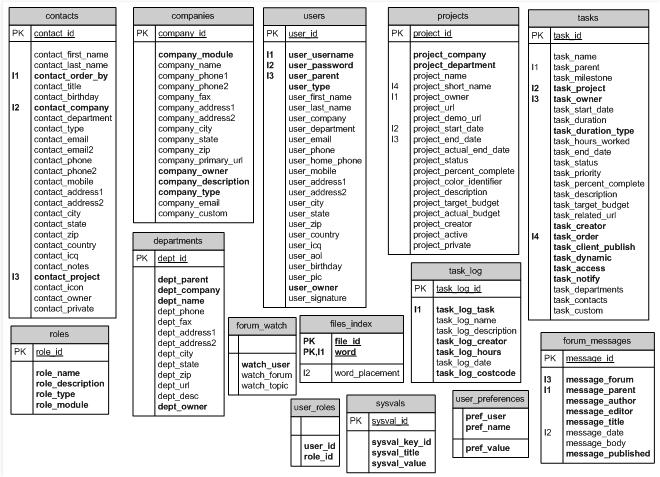 contacts
PK contact_id
contact_first_name
contact_last_name
I1 contact_order_by
contact_title
contact_birthday
I2 contact_company
contact_department
contact_type
contact_email
contact_email2
contact_phone
contact_phone2
contact_mobile
contact_address1
contact_address2
contact_city
contact_state
contact_zip
contact_country
contact_icq
contact_notes
I3 contact_project
contact_icon
contact_owner
contact_private
companies
PK company_id
company_module
company_name
company_phone1
company_phone2
company_fax
company_address1
company_address2
company_city
company_state
company_zip
company_primary_url
company_owner
company_description
company_type
company_email
company_custom
users
PK user_id
I1 user_username
I2 user_password
I3 user_parent
user_type
user_first_name
user_last_name
user_company
user_department
user_email
user_phone
user_home_phone
user_mobile
user_address1
user_address2
user_city
user_state
user_zip
user_country
user_icq
user_aol
user_birthday
user_pic
user_owner
user_signature
projects
PK project_id
project_company
project_department
project_name
I4 project_short_name
I1 project_owner
project_url
project_demo_url
I2 project_start_date
I3 project_end_date
project_actual_end_date
project_status
project_percent_complete
project_color_identifier
project_description
project_target_budget
project_actual_budget
project_creator
project_active
project_private
tasks
PK task_id
task_name
I1 task_parent
task_milestone
I2 task_project
I3 task_owner
task_start_date
task_duration
task_duration_type
task_hours_worked
task_end_date
task_status
task_priority
task_percent_complete
task_description
task_target_budget
task_related_url
task_creator
I4 task_order
task_client_publish
task_dynamic
task_access
task_notify
task_departments
task_contacts
task_custom
departments
PK dept_id
dept_parent
dept_company
dept_name
dept_phone
dept_fax
dept_address1
dept_address2
dept_city
dept_state
dept_zip
dept_url
dept_desc
dept_owner
task_log
PK task_log_id
I1 task_log_task
task_log_name
task_log_description
task_log_creator
task_log_hours
task_log_date
task_log_costcode
roles
PK role_id
role_name
role_description
role_type
role_module
forum_watch
watch_user
watch_forum
watch_topic
files_index
PK file_id
PK,I1 word
I2 word_placement
forum_messages
PK message_id
I3 message_forum
I1 message_parent
message_author
message_editor
message_title
I2 message_date
message_body
message_published
user_roles
user_id
role_id
sysvals
PK sysval_id
sysval_key_id
sysval_title
sysval_value
user_preferences
pref_user
pref_name
pref_value